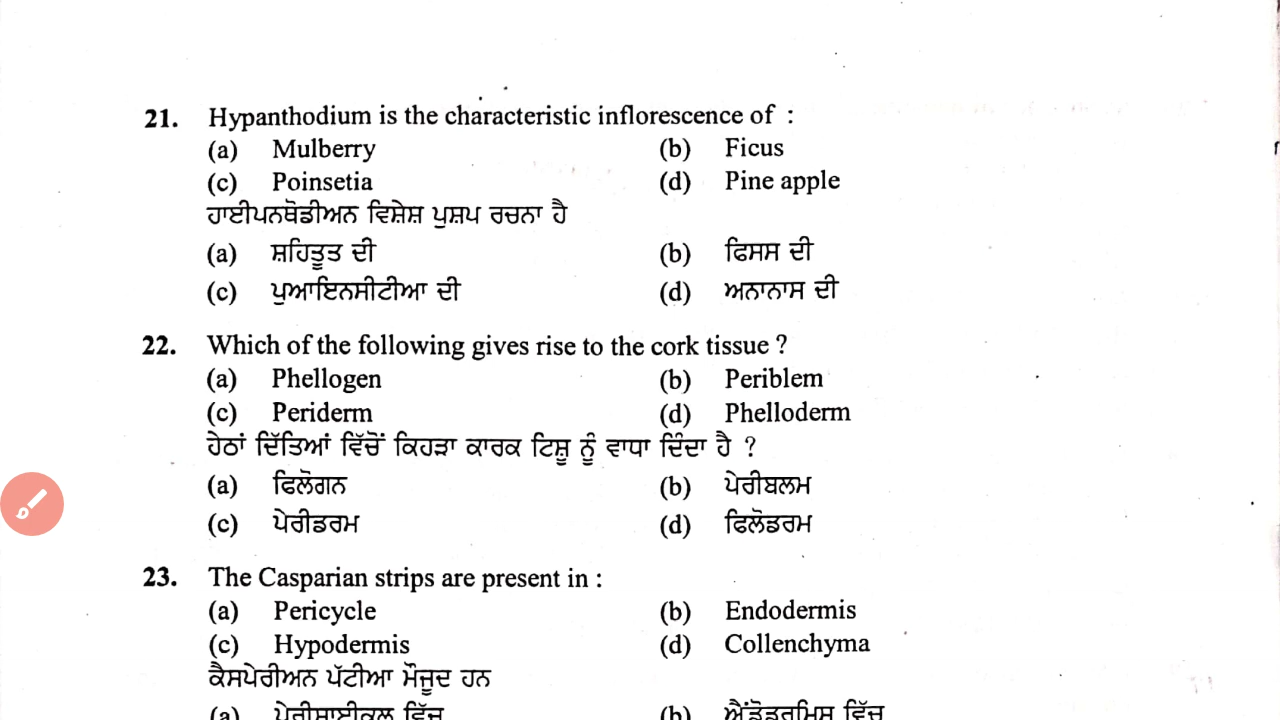 21. Hypanthodium is the characteristic inflorescence of :
(a) Mulberry (b) Ficus
(c) Poinsetia (d) Pine apple
ਹਾਈਪਨਥੋਡੀਅਨ ਵਿਸ਼ੇਸ਼ ਪੁਸ਼ਪ ਰਚਨਾ ਹੈ
(a) ਸ਼ਹਿਤੂਤ ਦੀ (b) ਫਿਸਸ ਦੀ
(c) ਪੁਆਇਨਸੀਟੀਆ ਦੀ (d) ਅਨਾਨਾਸ ਦੀ
22. Which of the following gives rise to the cork tissue ?
(a) Phellogen (b) Periblem
(c) Periderm (d) Phelloderm
ਹੇਠਾਂ ਦਿੱਤਿਆਂ ਵਿੱਚੋਂ ਕਿਹੜਾ ਕਾਰਕ ਟਿਸ਼ੂ ਨੂੰ ਵਾਧਾ ਦਿੰਦਾ ਹੈ ?
(a) ਫਿਲੋਗਨ (b) ਪੇਰੀਬਲਮ
(c) ਪੇਰੀਡਰਮ (d) ਫਿਲੋਡਰਮ
23. The Casparian strips are present in :
(a) Pericycle (b) Endodermis
(c) Hypodermis (d) Collenchyma
ਕੈਸਪੇਰੀਅਨ ਪੱਟੀਆ ਮੌਜੂਦ ਹਨ
(a) ਪੇਰੀਸਾਈਕਲ ਵਿੱਚ (b) ਐਂਡੋਡਰਮਿਸ ਵਿੱਚ